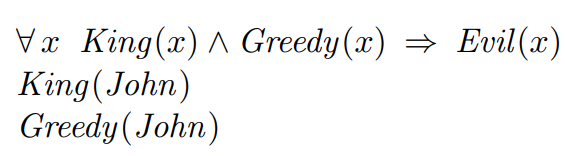 ∀ x King(x) ∧ Greedy(x) ⇒ Evil(x)
King(John)
Greedy(John)